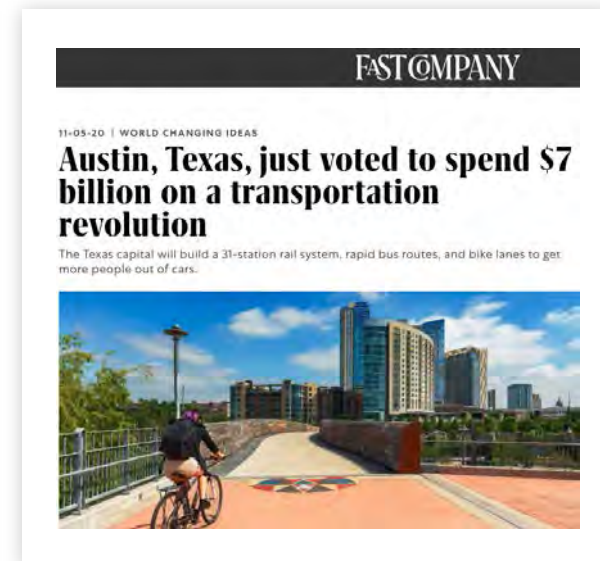 FAST COMPANY
11-05-20 | WORLD CHANGING IDEAS
Austin, Texas, just voted to spend $7
billion on a transportation
revolution
The Texas capital will build a 31-station rail system, rapid bus routes, and bike lanes to get
more people out of cars.